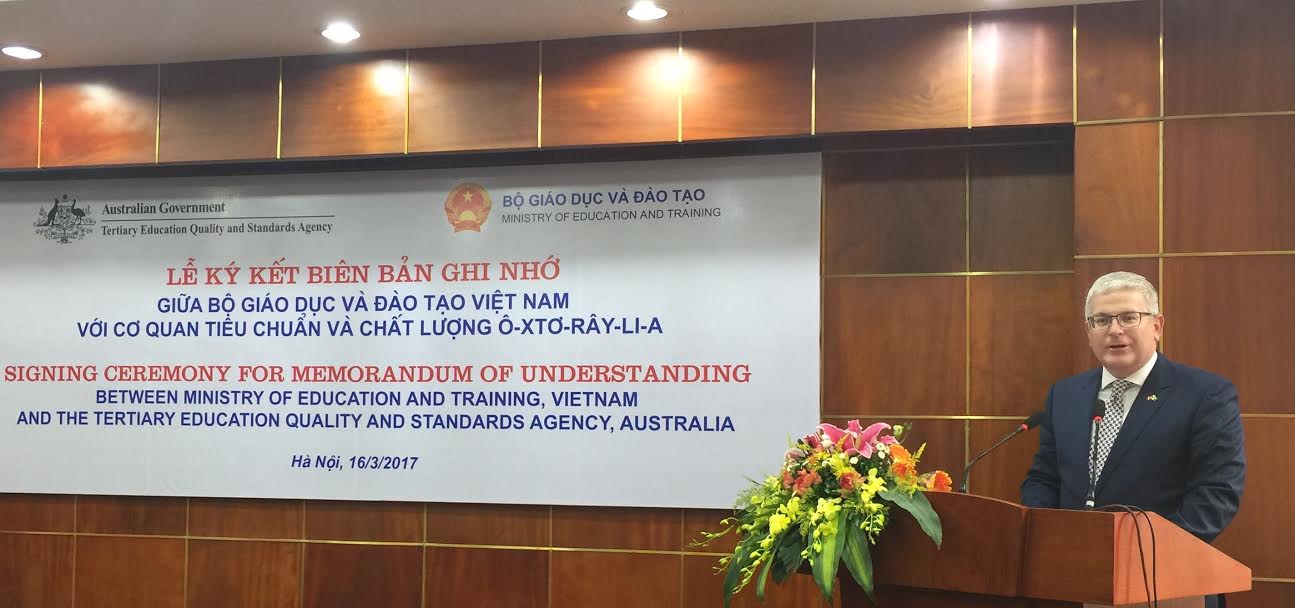 Australian Government
Tertiary Education Quality and Standards Agency
BỘ GIÁO DỤC VÀ ĐÀO TẠO
MINISTRY OF EDUCATION AND TRAINING
LỄ KÝ KẾT BIÊN BẢN GHI NHỚ
GIỮA BỘ GIÁO DỤC VÀ ĐÀO TẠO VIỆT NAM
VỚI CƠ QUAN TIÊU CHUẨN VÀ CHẤT LƯỢNG Ô-XTƠ-RÂY-LI-A
SIGNING CEREMONY FOR MEMORANDUM OF UNDERSTANDING
BETWEEN MINISTRY OF EDUCATION AND TRAINING, VIETNAM
AND THE TERTIARY EDUCATION QUALITY AND STANDARDS AGENCY, AUSTRALIA
Hà Nội, 16/3/2017